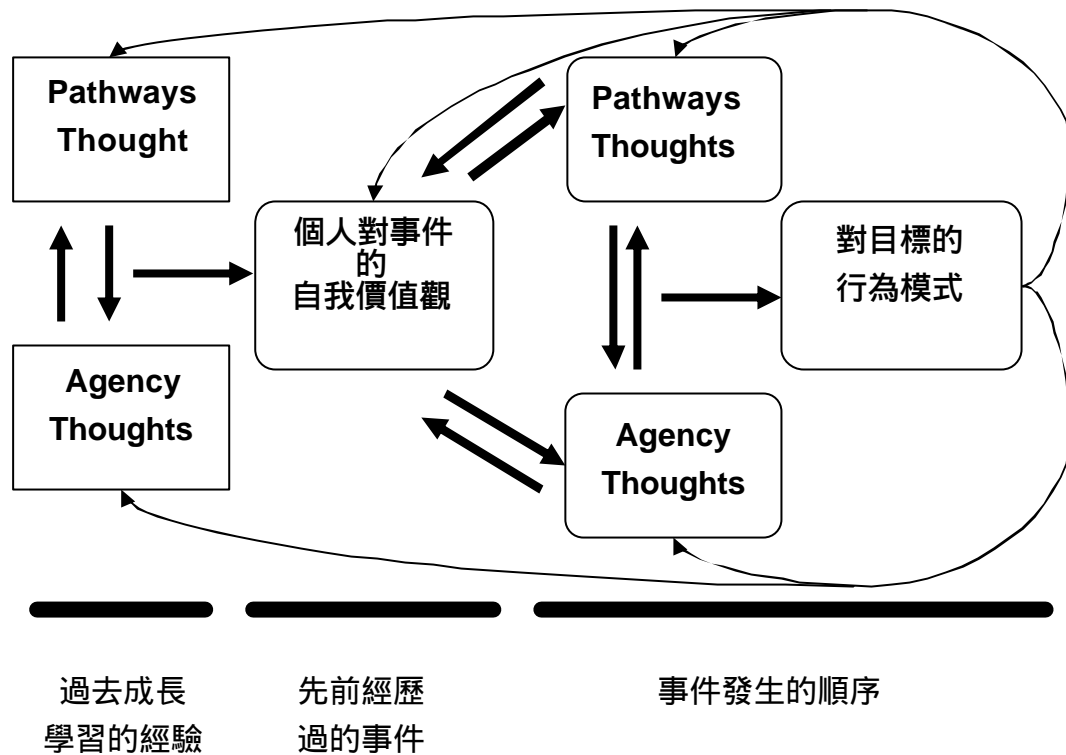 Pathways
Thought
Pathways
Thoughts
個人對事件
的
自我價值觀
對目標的
行為模式
Agency
Thoughts
Agency
Thoughts
過去成長
學習的經驗
先前經歷
過的事件
事件發生的順序